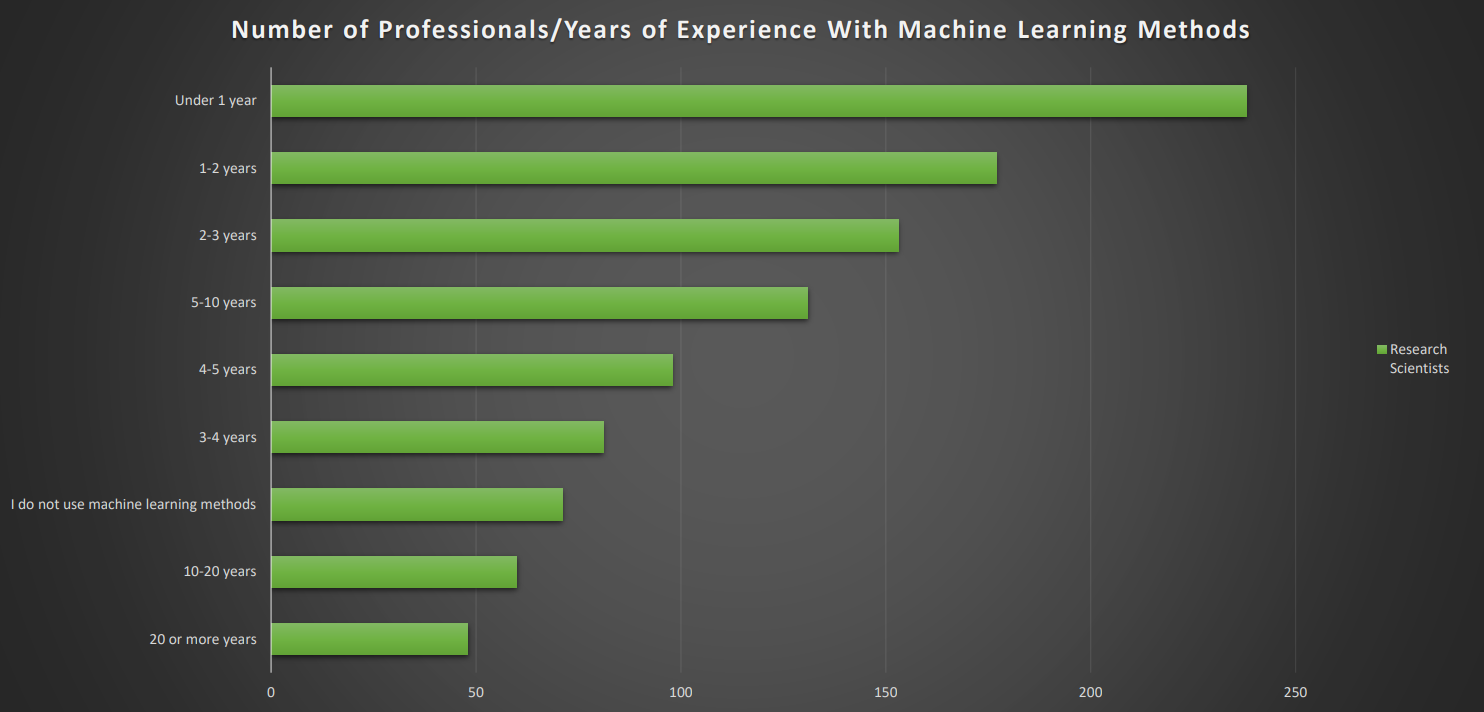 Number of Professionals/Years of Experience With Machine Learning Methods
Under 1 year
1-2 years
2-3 years
5-10 years
4-5 years
3-4 years
I do not use machine learning methods
10-20 years
20 or more years
0 50 100 150 200 250
Research
Scientists